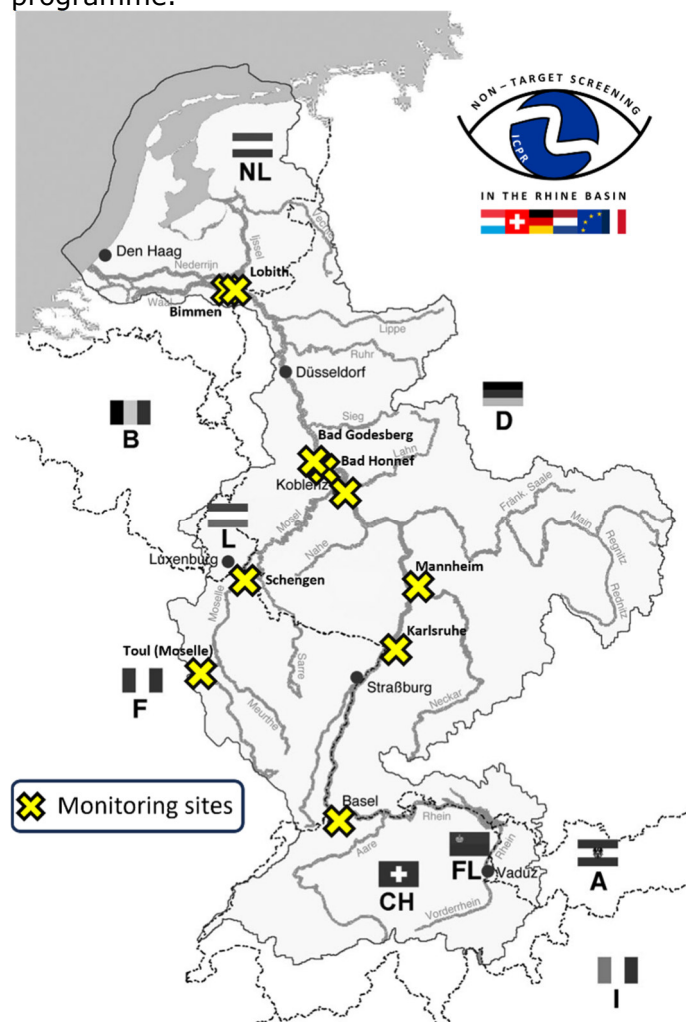 programme.
NON-TARGET SCREENING
ICPR
IN THE RHINE BASIN
NL
Vechte
Ijssel
Den Haag
Nederrijn
Lobith
Waal
Bimmen
Lippe
Ruhr
Düsseldorf
D
B
Sieg
Bad Godesberg
Lahn
Bad Honnef
Koblenz
Fränk. Saale
Mosel
Main
Regnitz
L
Nahe
Luxenburg
Mannheim
Schengen
Rednitz
Moselle
Karlsruhe
Toul (Moselle)
Sarre
Straßburg
F
Neckar
Meurthe
Monitoring sites
Basel
Rhein
Aare
Rhein
FL
Vaduz
A
CH
Vorderrhein
I